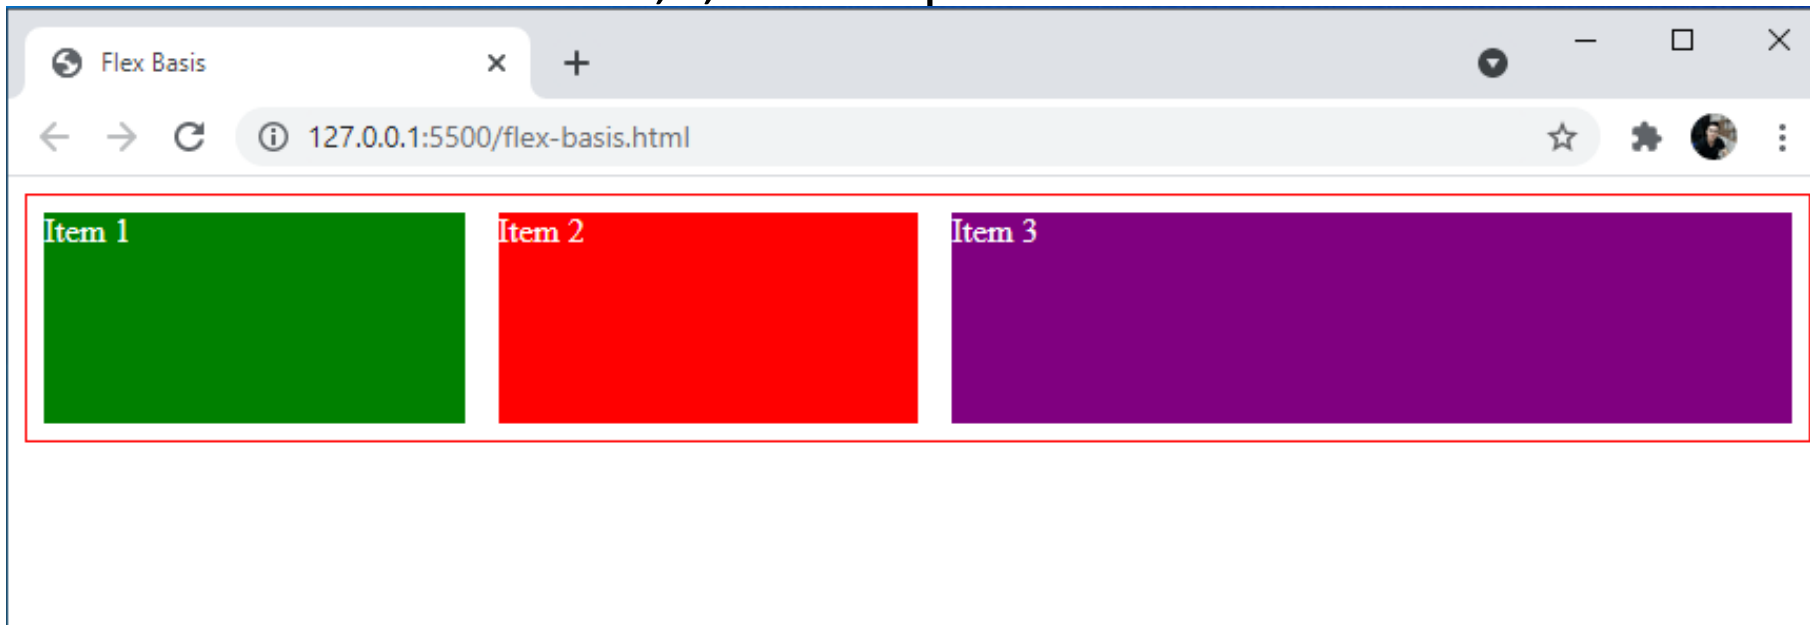 Flex Basis
127.0.0.1:5500/flex-basis.html
Item 1 Item 2 Item 3